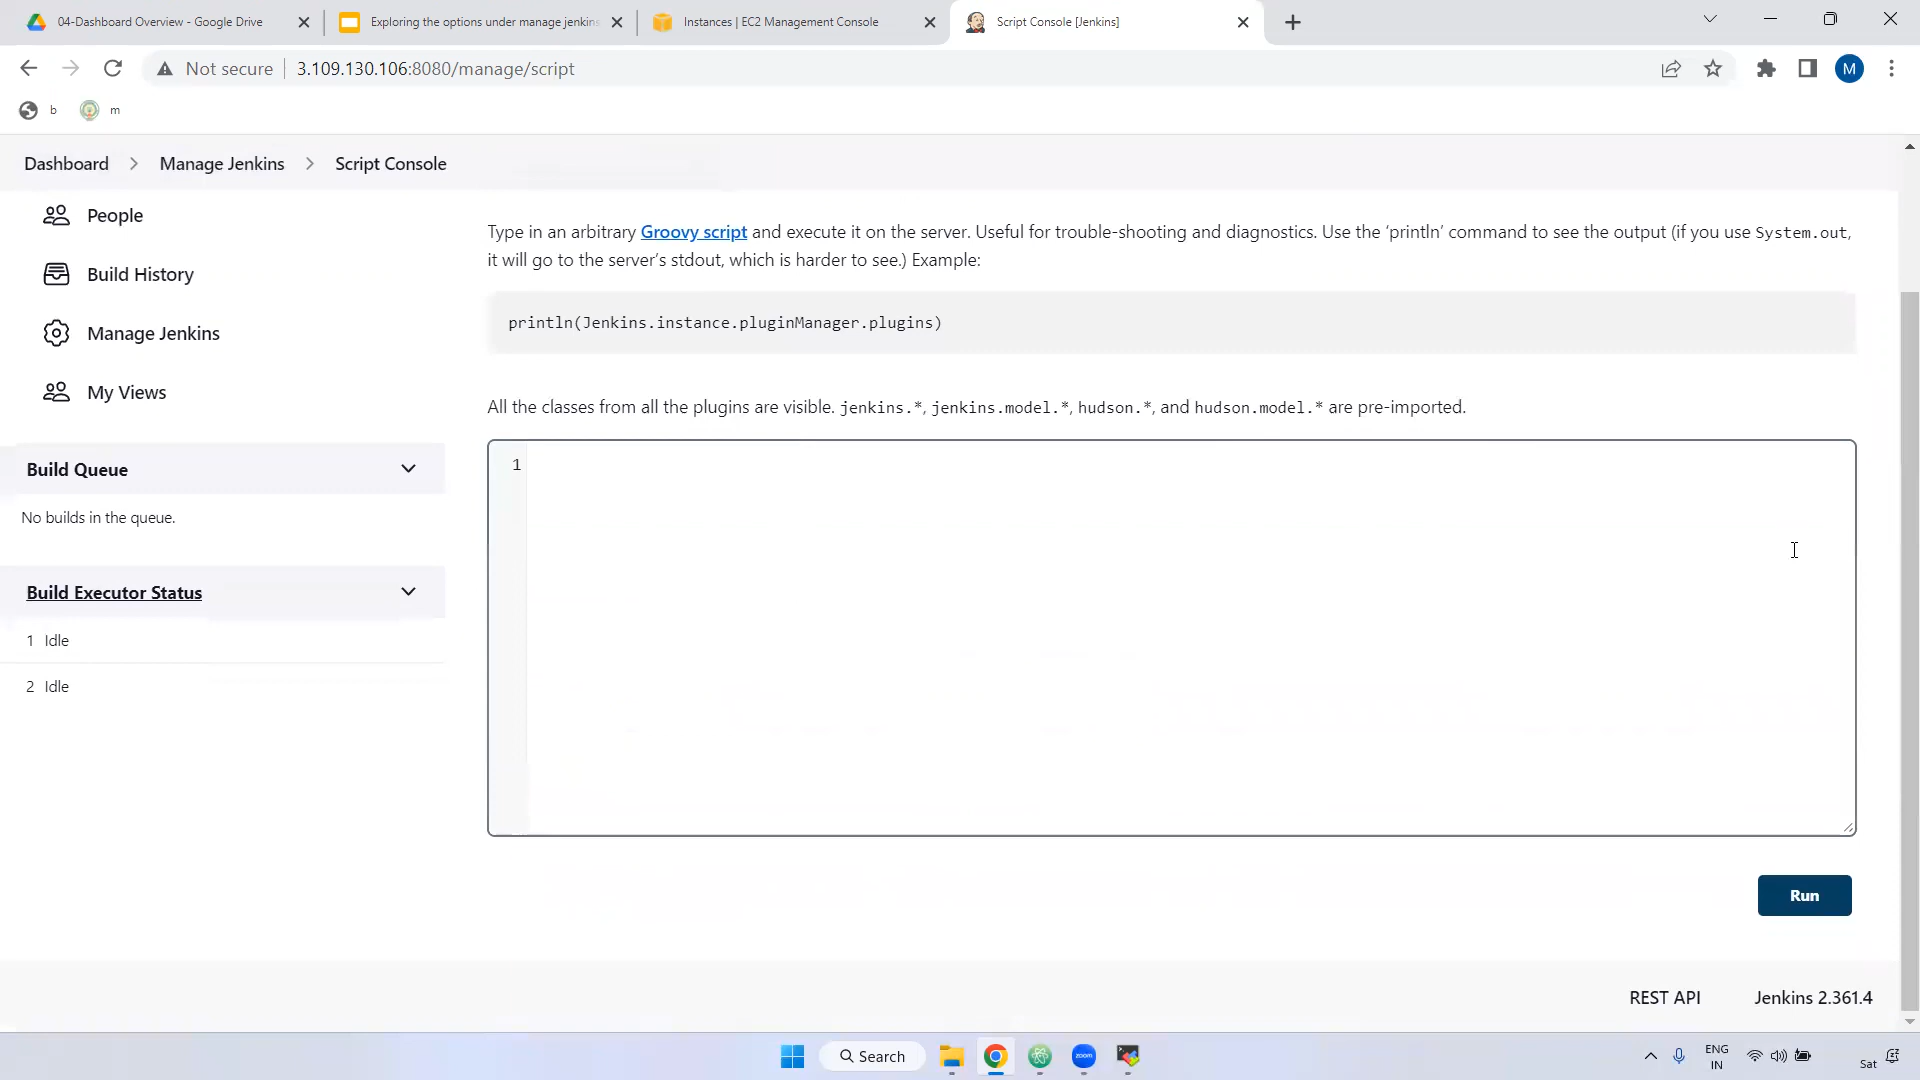 04-Dashboard Overview - Google Drive
Exploring the options under manage jenkins
Instances | EC2 Management Console
Script Console [Jenkins]
Not secure
3.109.130.106:8080/manage/script
M
b
m
Dashboard
Manage Jenkins
Script Console
People
Build History
Manage Jenkins
My Views
Build Queue
No builds in the queue.
Build Executor Status
1 Idle
2 Idle
Type in an arbitrary Groovy script and execute it on the server. Useful for trouble-shooting and diagnostics. Use the ‘println’ command to see the output (if you use System.out,
it will go to the server’s stdout, which is harder to see.) Example:
println(Jenkins.instance.pluginManager.plugins)
All the classes from all the plugins are visible. jenkins.*, jenkins.model.*, hudson.*, and hudson.model.* are pre-imported.
1
Run
REST API
Jenkins 2.361.4
Search
zoom
ENG
IN
Sat